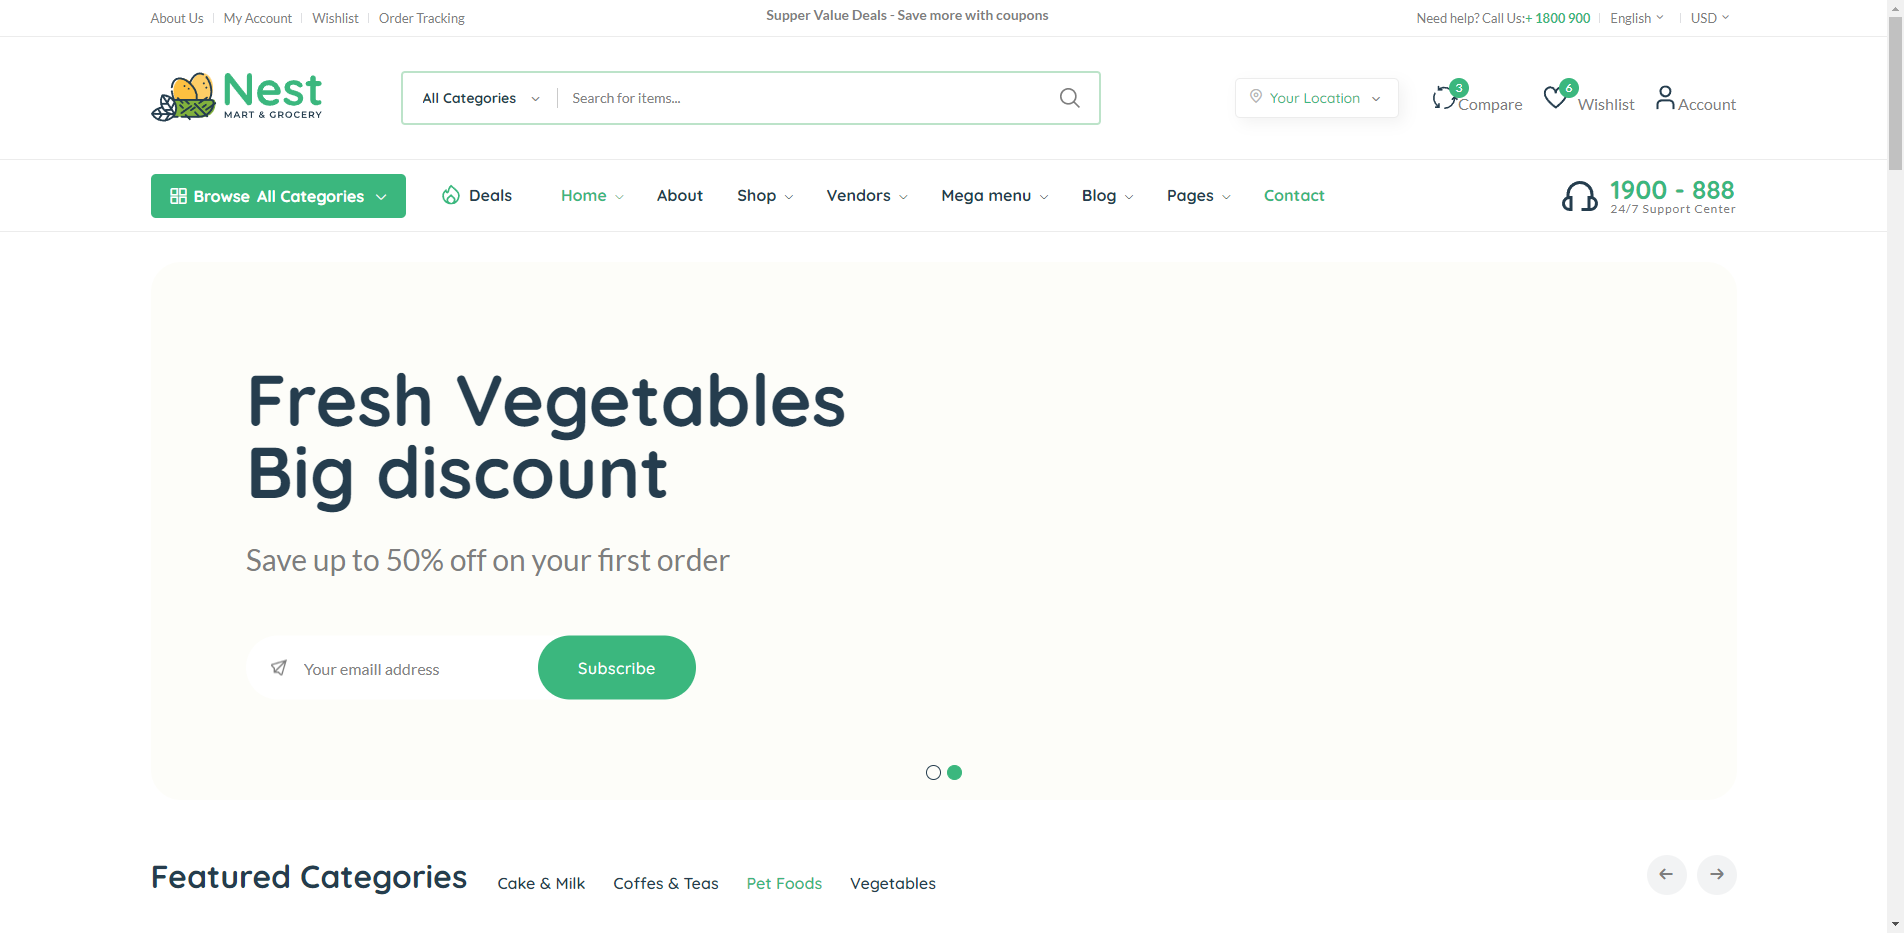 About Us My Account Wishlist Order Tracking
Supper Value Deals - Save more with coupons
Need help? Call Us:+ 1800 900 English USD
Nest
MART & GROCERY
All Categories Search for items...
Your Location
3 Compare
6 Wishlist
Account
Browse All Categories
Deals Home About Shop Vendors Mega menu Blog Pages Contact
1900 - 888
24/7 Support Center
Fresh Vegetables
Big discount
Save up to 50% off on your first order
Your emaill address Subscribe
Featured Categories Cake & Milk Coffes & Teas Pet Foods Vegetables